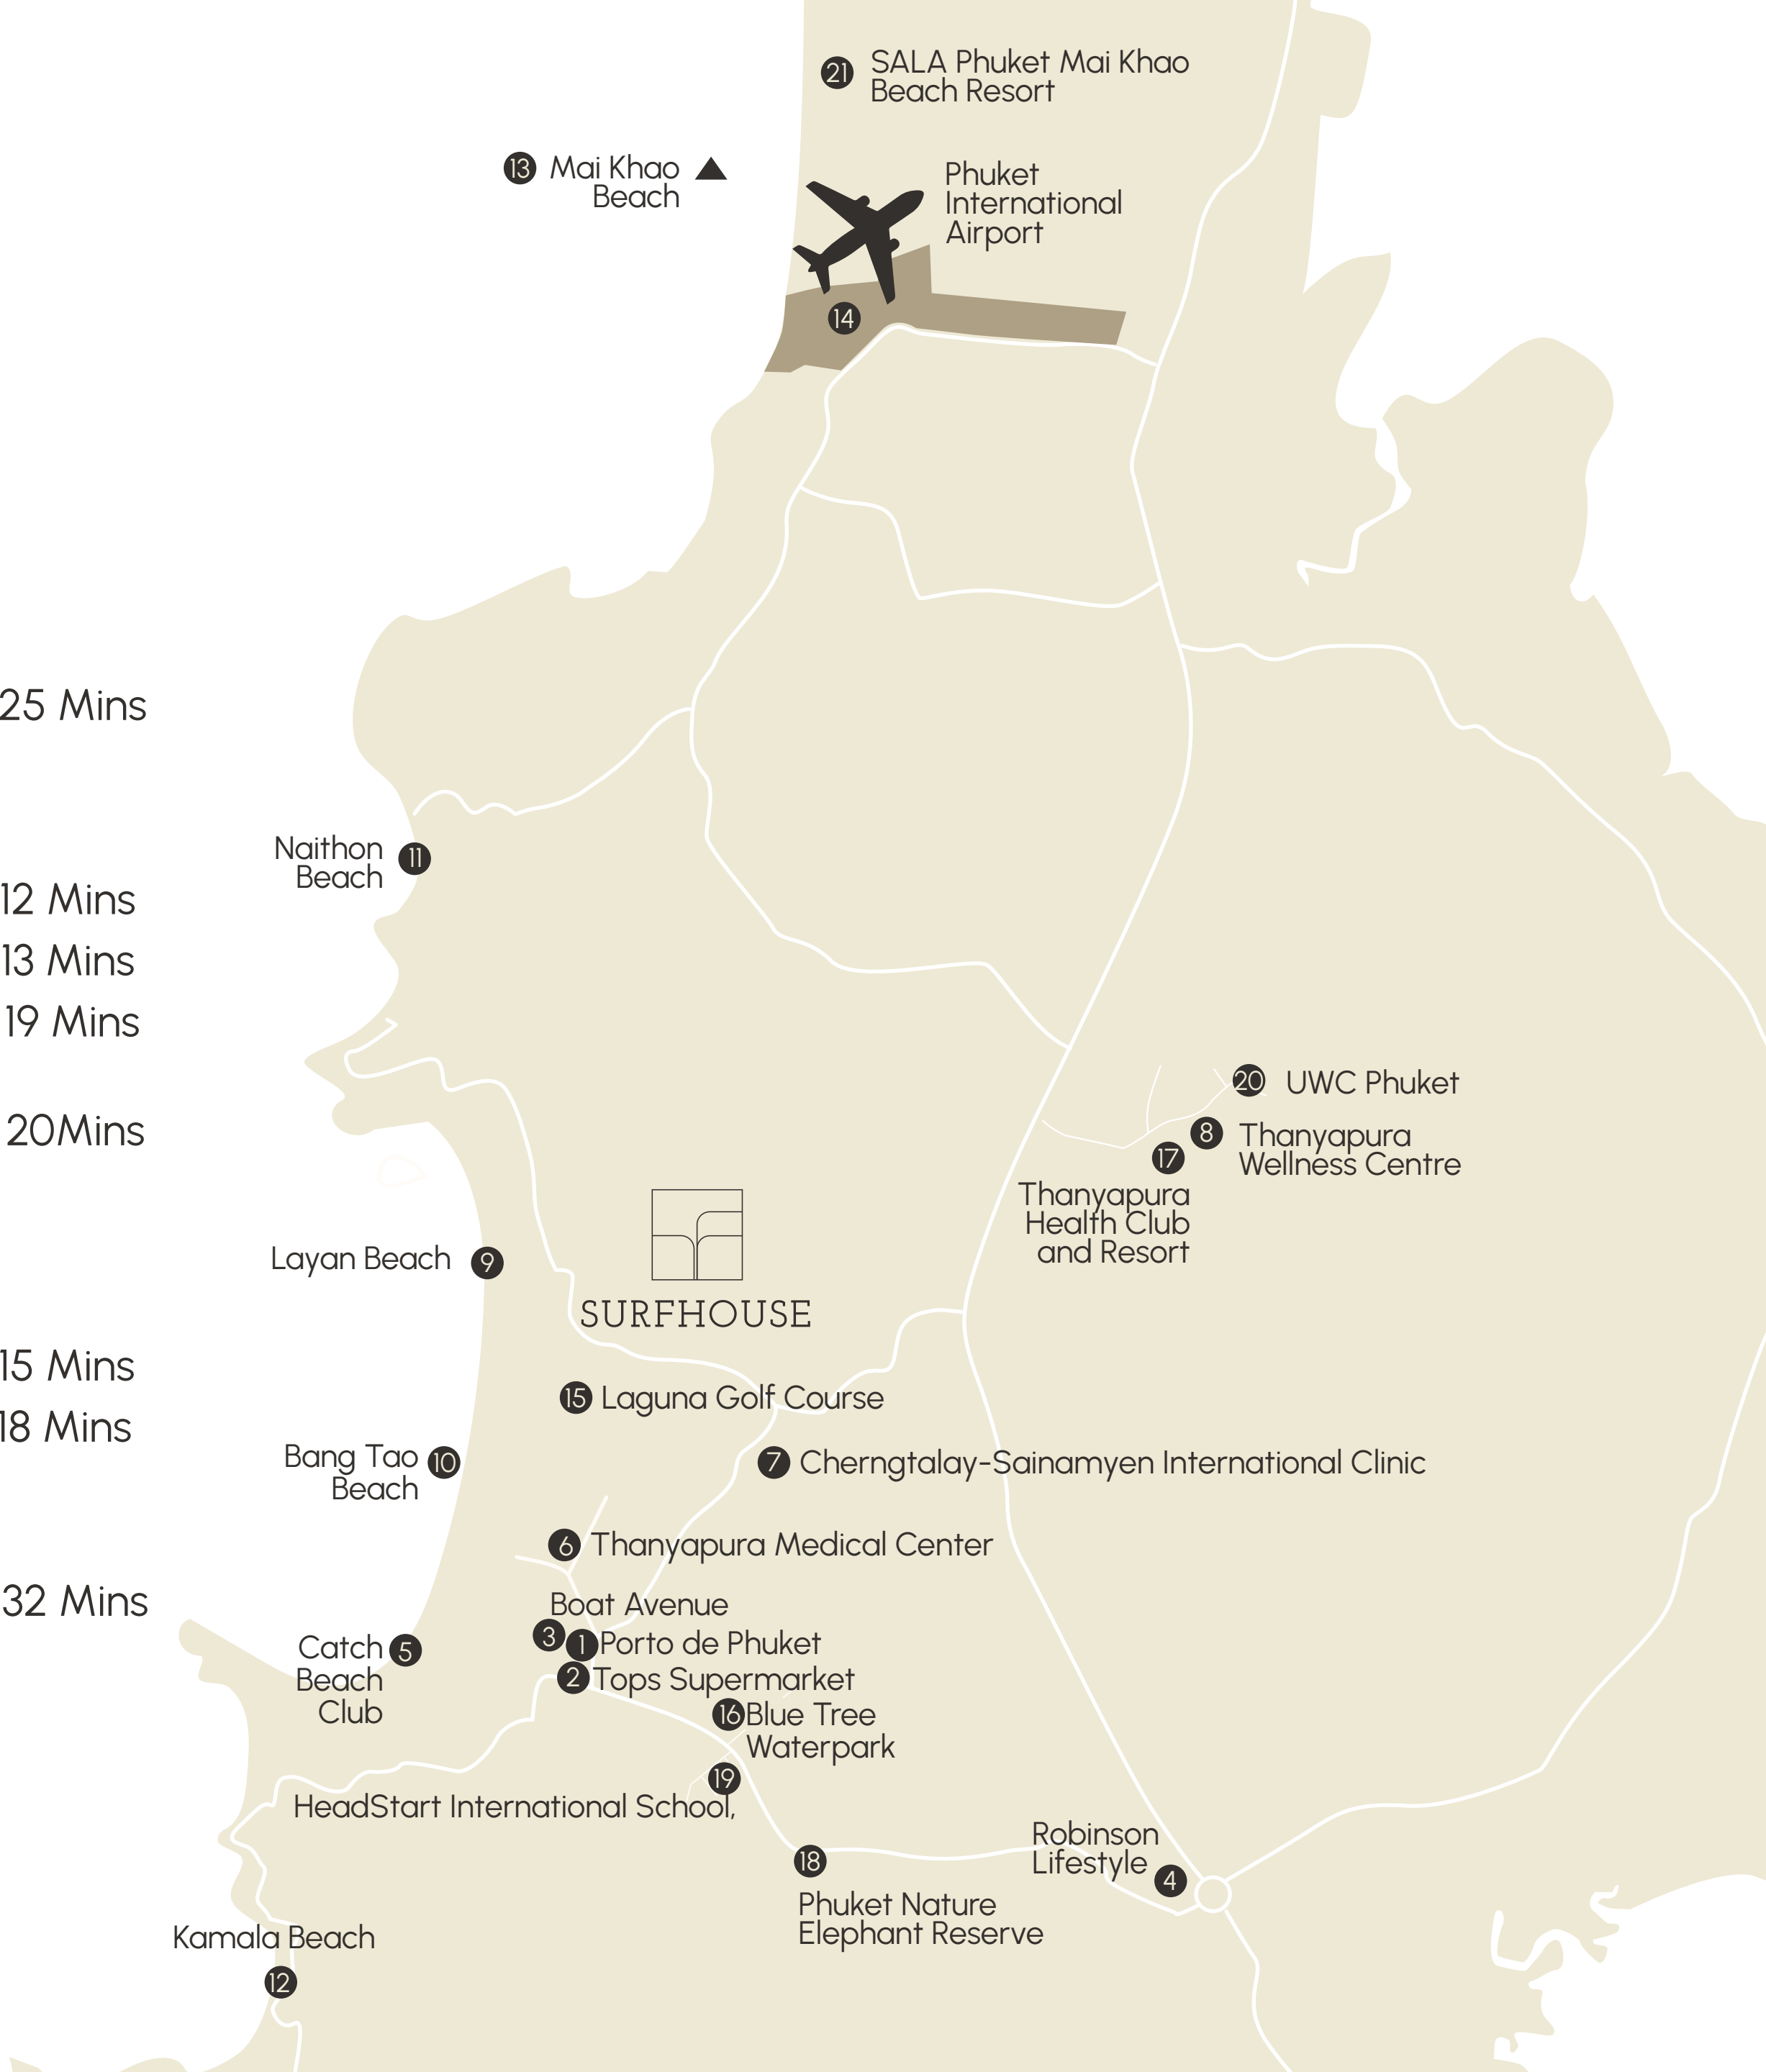 21 SALA Phuket Mai Khao
Beach Resort
13 Mai Khao
Beach
Phuket
International
Airport
14
25 Mins
Naithon
Beach
11
12 Mins
13 Mins
19 Mins
20Mins
20 UWC Phuket
8 Thanyapura
Wellness Centre
17
Thanyapura
Health Club
and Resort
Layan Beach 9
SURFHOUSE
15 Mins
15 Laguna Golf Course
18 Mins
Bang Tao
Beach
10
7 Cherngtalay-Sainamyen International Clinic
6 Thanyapura Medical Center
32 Mins
Boat Avenue
3
1 Porto de Phuket
2 Tops Supermarket
Catch
Beach
Club
5
16 Blue Tree
Waterpark
19
HeadStart International School,
Robinson
Lifestyle
4
18
Phuket Nature
Elephant Reserve
Kamala Beach
12